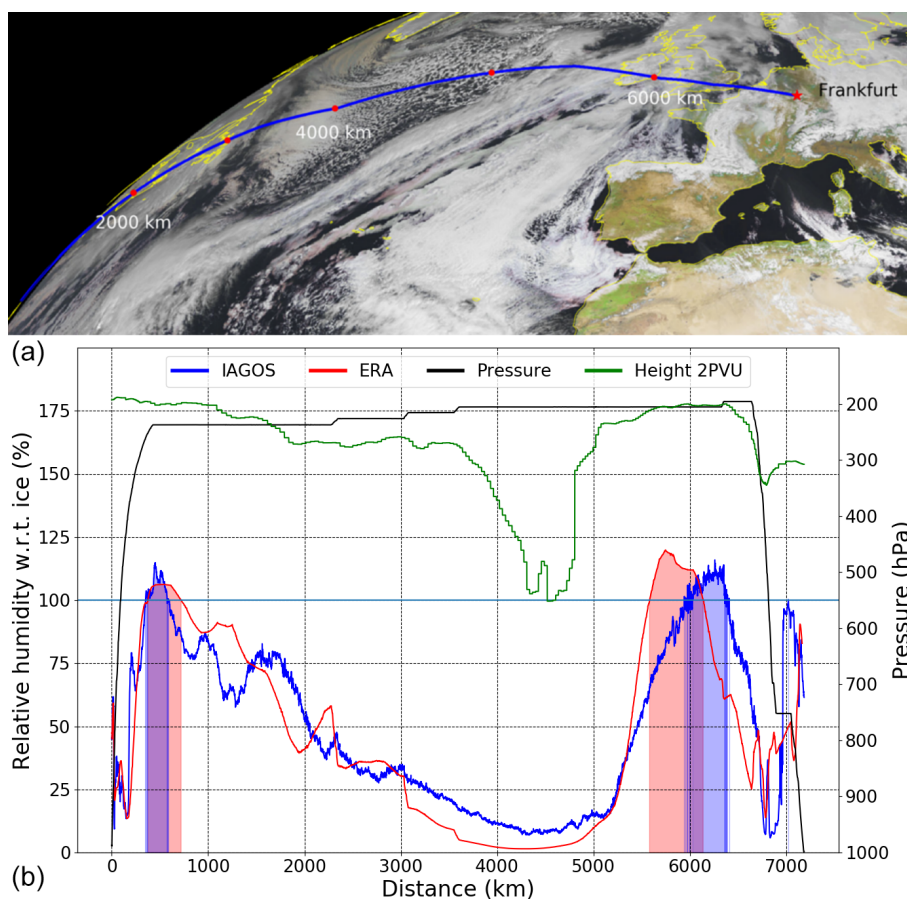 Frankfurt
6000 km
4000 km
2000 km
(a)
IAGOS ERA Pressure Height 2PVU
Relative humidity w.r.t. ice (%)
175
150
125
100
75
50
25
0
200
300
400
500
600
700
800
900
1000
Pressure (hPa)
0 1000 2000 3000 4000 5000 6000 7000
(b)
Distance (km)